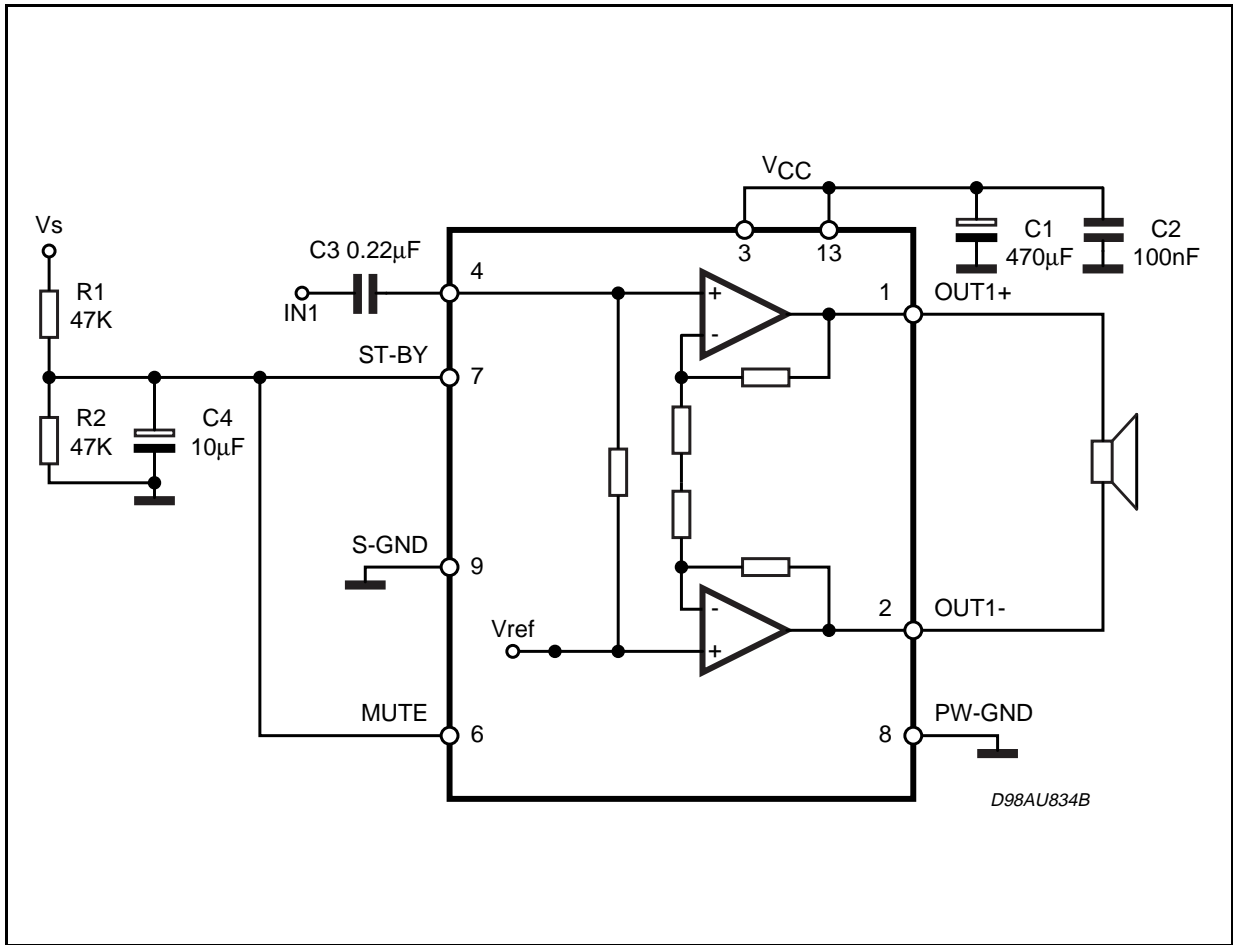 VCC
Vs
C3 0.22µF
IN1
R1
47K
R2
47K
C4
10µF
ST-BY
S-GND
MUTE
4
7
9
6
3
13
1
2
8
+
-
-
+
Vref
C1
470µF
C2
100nF
OUT1+
OUT1-
PW-GND
D98AU834B